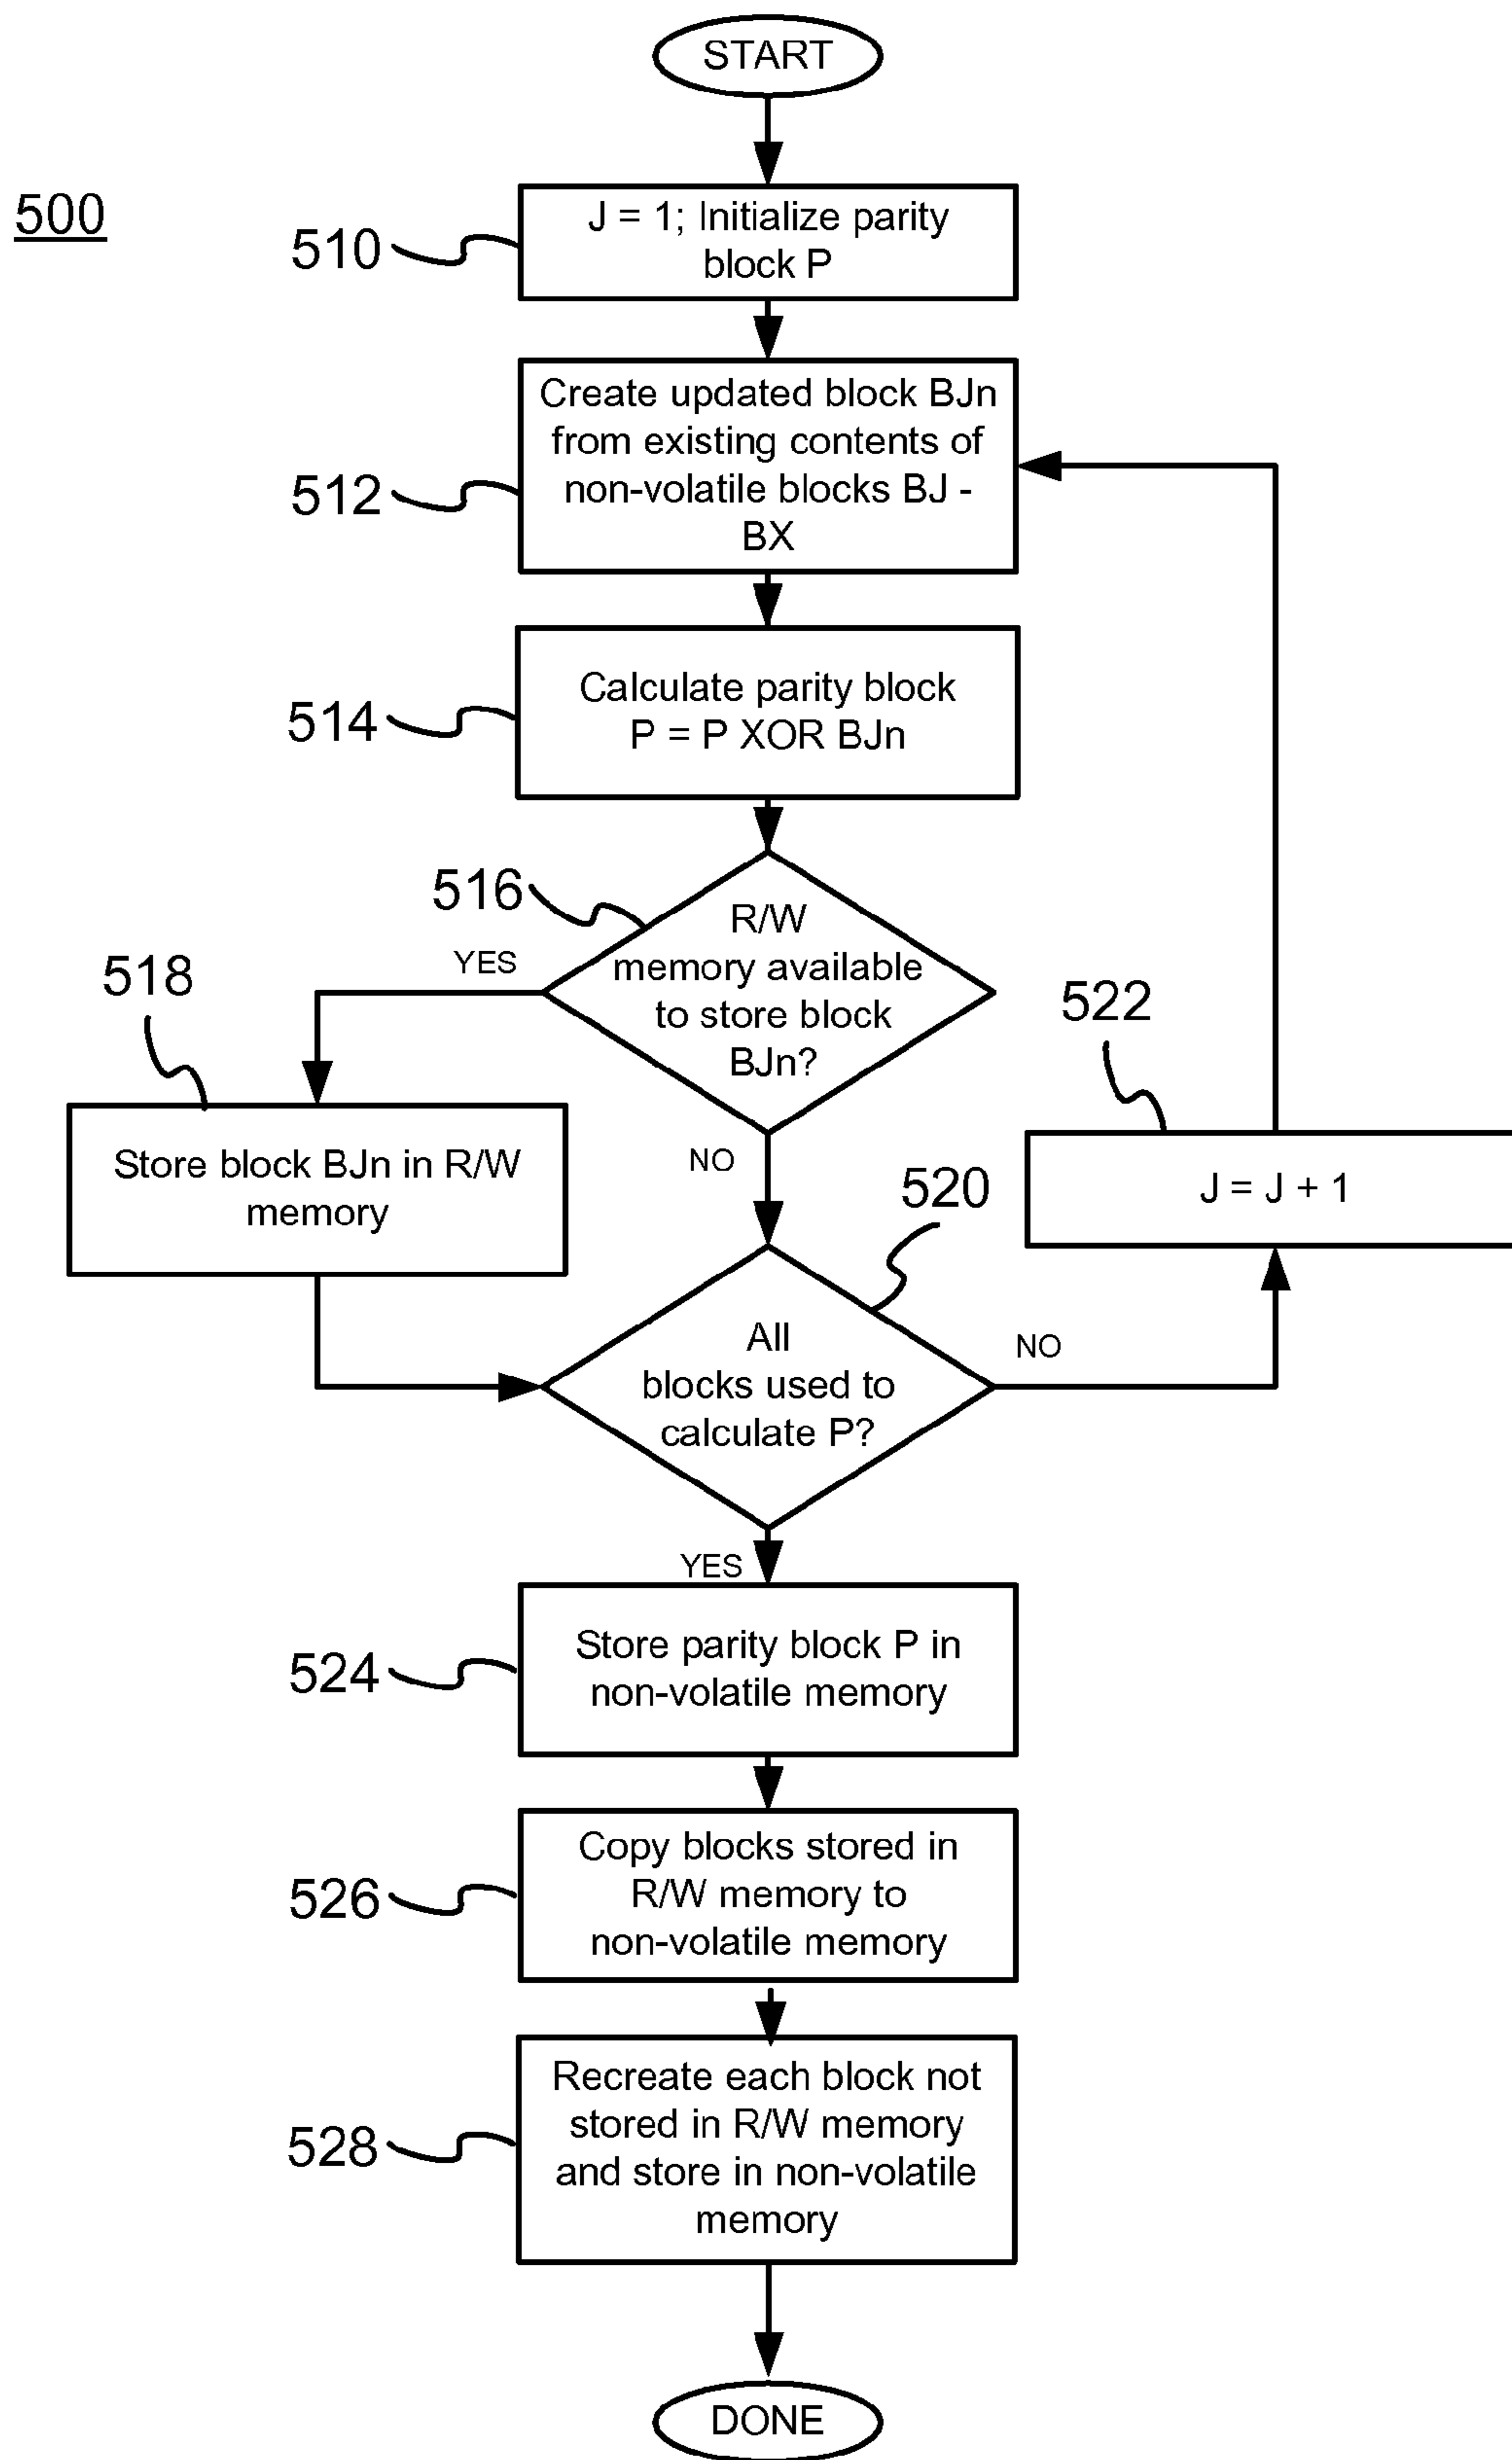 START
500
510
J = 1; Initialize parity
block P
512
Create updated block BJn
from existing contents of
non-volatile blocks BJ -
BX
514
Calculate parity block
P = P XOR BJn
516
R/W
memory available
to store block
BJn?
YES
NO
518
Store block BJn in R/W
memory
522
J = J + 1
520
All
blocks used to
calculate P?
NO
YES
524
Store parity block P in
non-volatile memory
526
Copy blocks stored in
R/W memory to
non-volatile memory
528
Recreate each block not
stored in R/W memory
and store in non-volatile
memory
DONE